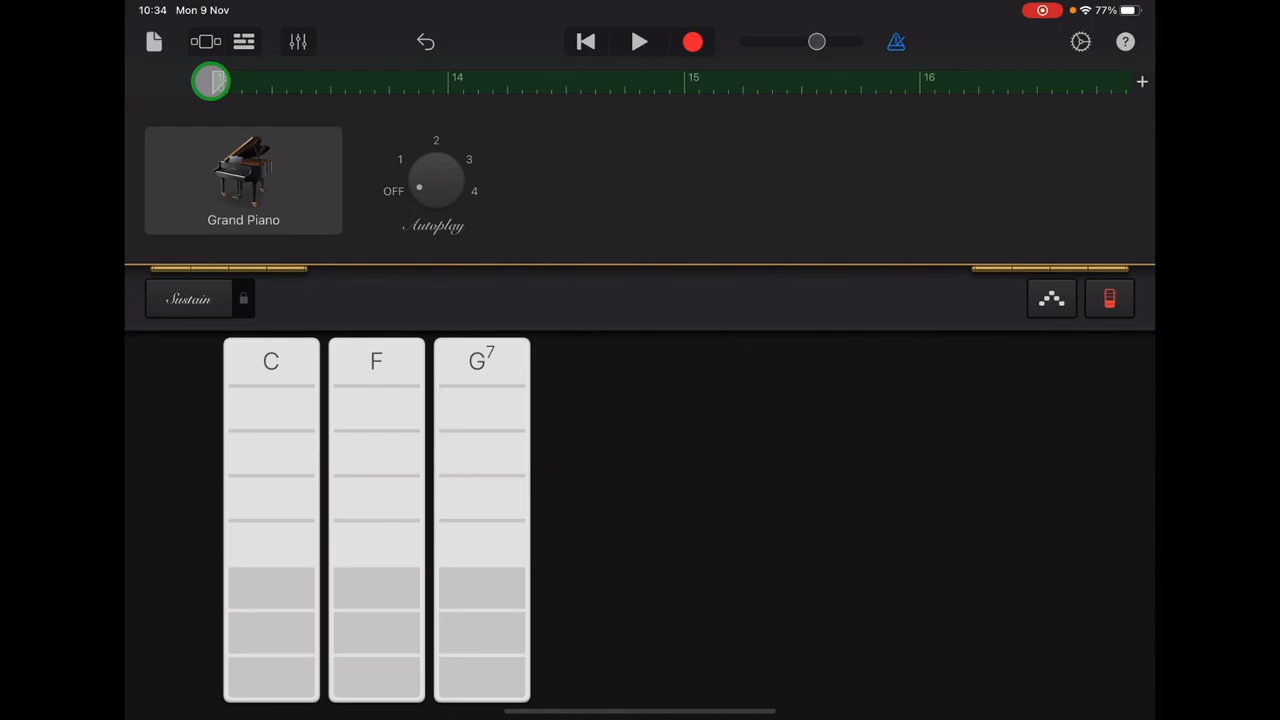 10:34 Mon 9 Nov 77%
14 15 16
Grand Piano
OFF 1 2 3 4
Autoplay
Sustain
C F G7